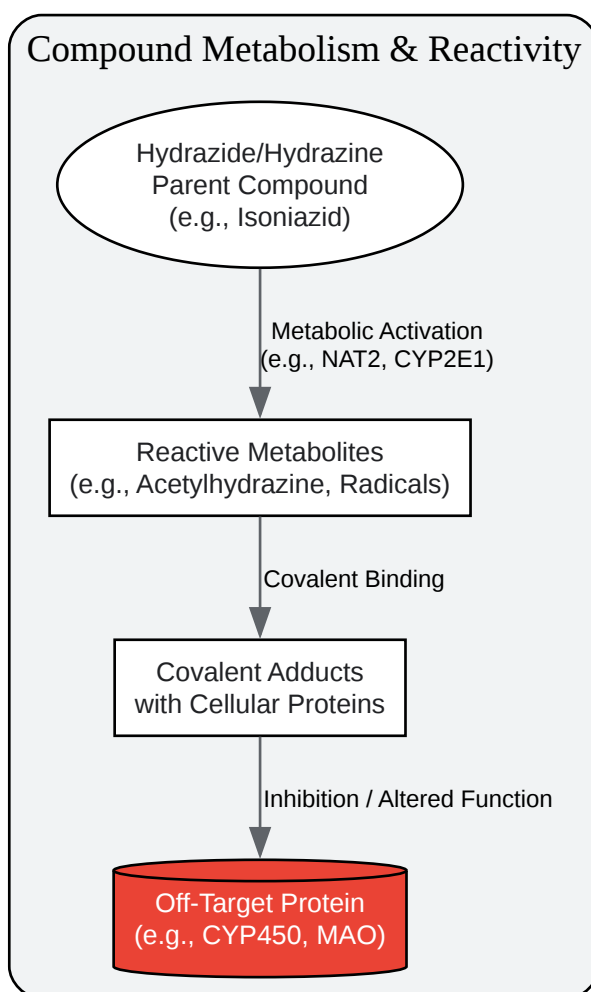 Compound Metabolism & Reactivity
Hydrazide/Hydrazine
Parent Compound
(e.g., Isoniazid)
Metabolic Activation
(e.g., NAT2, CYP2E1)
Reactive Metabolites
(e.g., Acetylhydrazine, Radicals)
Covalent Binding
Covalent Adducts
with Cellular Proteins
Inhibition / Altered Function
Off-Target Protein
(e.g., CYP450, MAO)